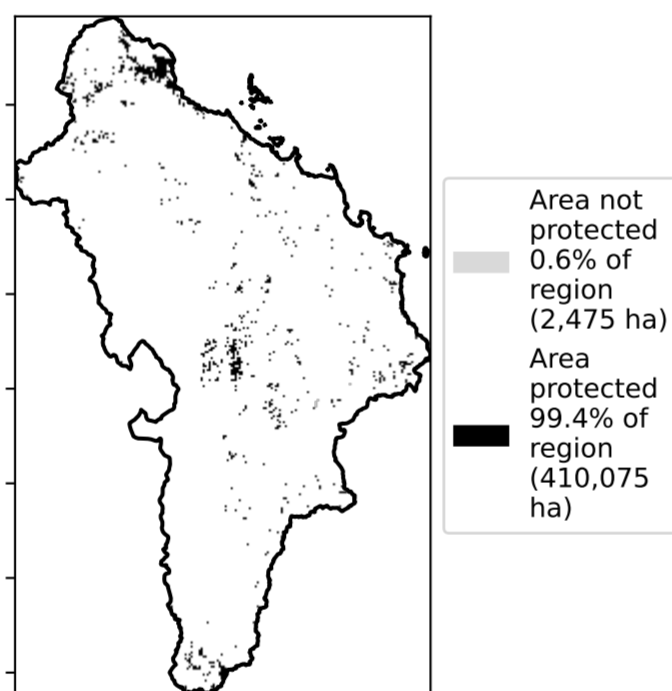 Area not
protected
0.6% of
region
(2,475 ha)
Area
protected
99.4% of
region
(410,075
ha)